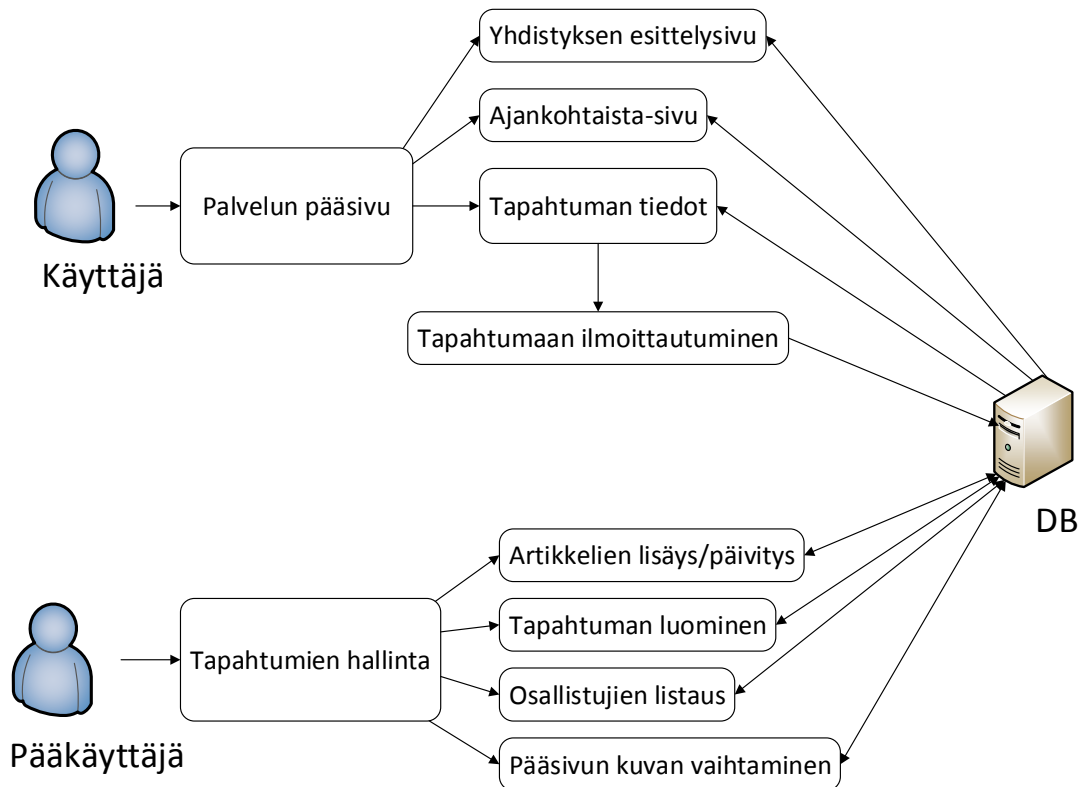 Yhdistyksen esittelysivu
Ajankohtaista-sivu
Palvelun pääsivu
Tapahtuman tiedot
Käyttäjä
Tapahtumaan ilmoittautuminen
DB
Artikkelien lisäys/päivitys
Tapahtuman luominen
Tapahtumien hallinta
Osallistujien listaus
Pääkäyttäjä
Pääsivun kuvan vaihtaminen